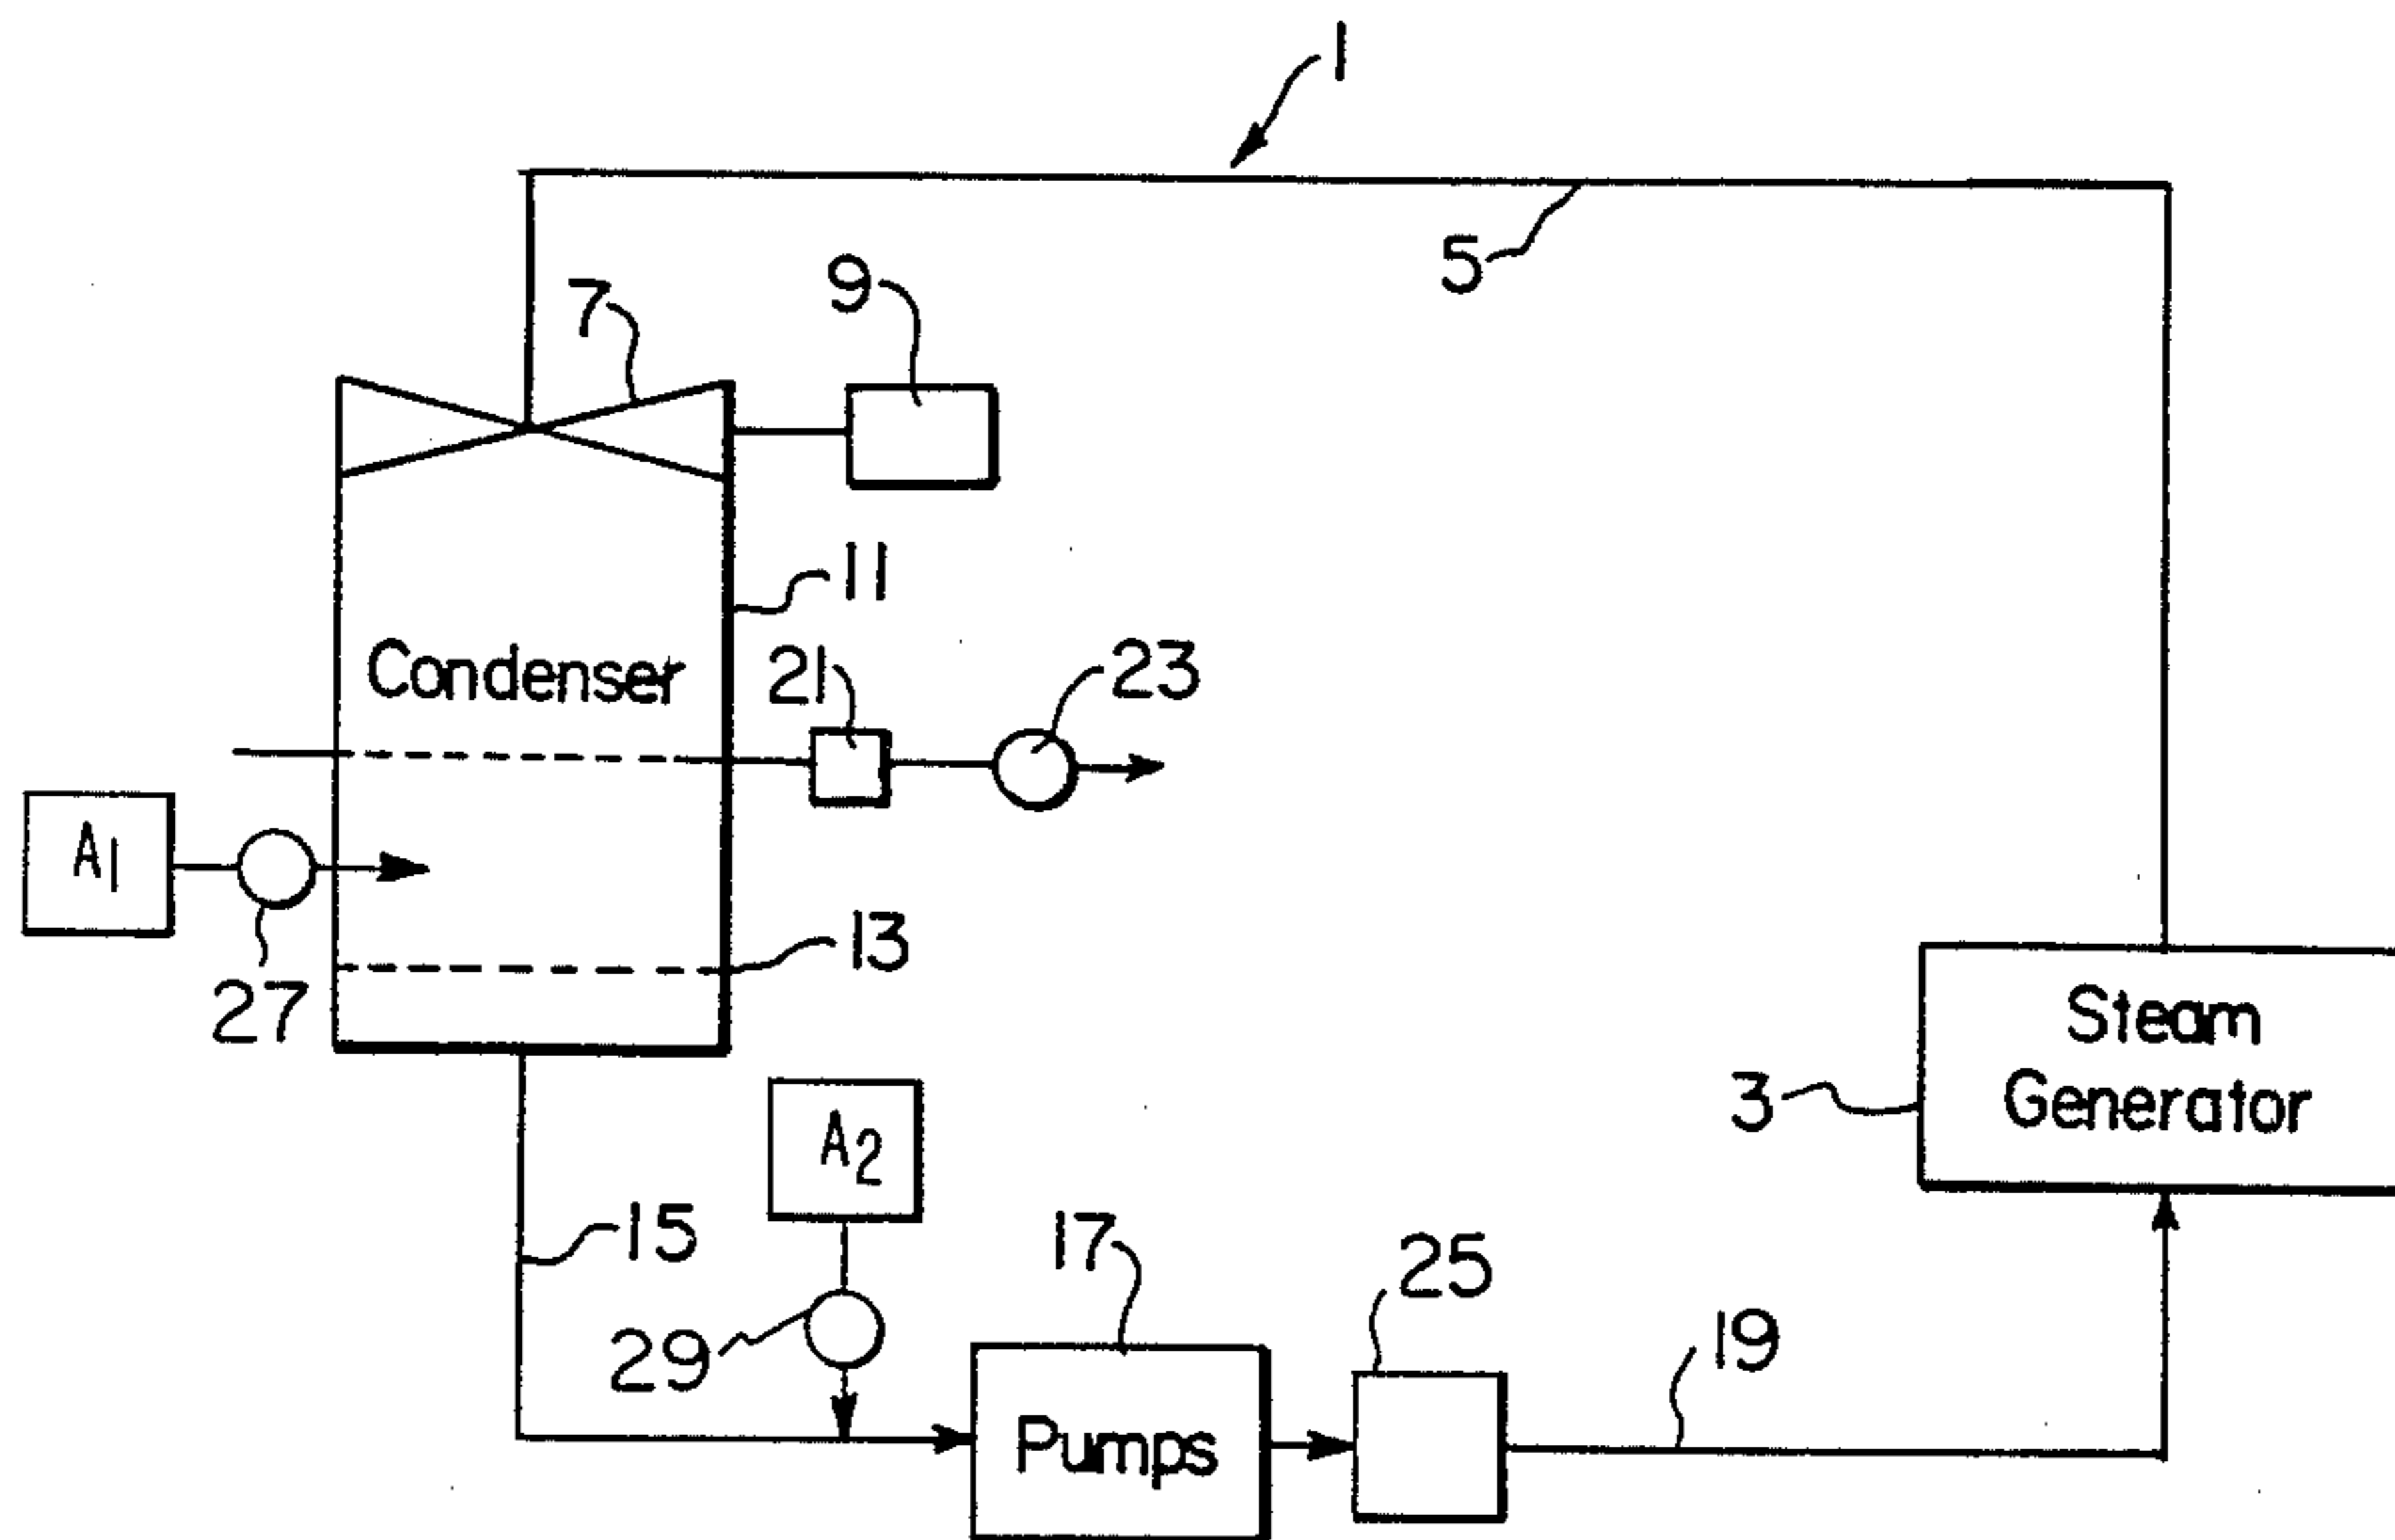 1
5
7
9
11
Condenser
21
23
A1
27
13
Steam
Generator
3
A2
15
29
17
25
19
Pumps